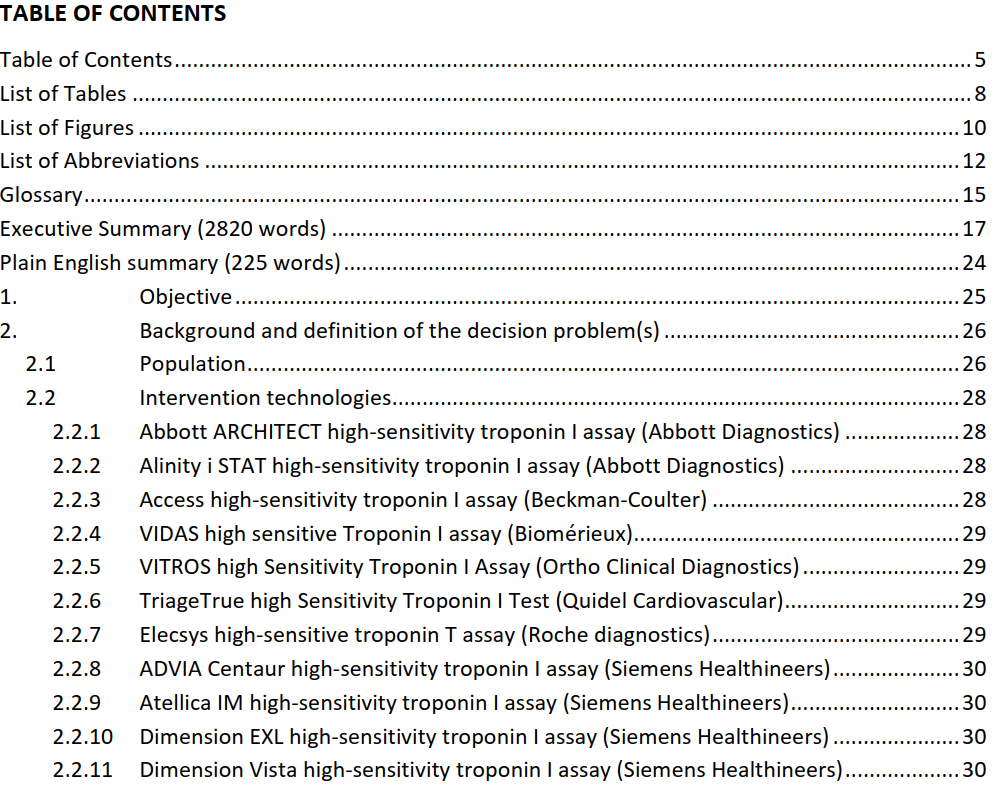 TABLE OF CONTENTS
Table of Contents....................5
List of Tables....................8
List of Figures....................10
List of Abbreviations....................12
Glossary....................15
Executive Summary (2820 words)....................17
Plain English summary (225 words)....................24
1. Objective....................25
2. Background and definition of the decision problem(s)....................26
2.1 Population....................26
2.2 Intervention technologies....................28
2.2.1 Abbott ARCHITECT high-sensitivity troponin I assay (Abbott Diagnostics)....................28
2.2.2 Alinity i STAT high-sensitivity troponin I assay (Abbott Diagnostics)....................28
2.2.3 Access high-sensitivity troponin I assay (Beckman-Coulter)....................28
2.2.4 VIDAS high sensitive Troponin I assay (Biomérieux)....................29
2.2.5 VITROS high Sensitivity Troponin I Assay (Ortho Clinical Diagnostics)....................29
2.2.6 TriageTrue high Sensitivity Troponin I Test (Quidel Cardiovascular)....................29
2.2.7 Elecsys high-sensitive troponin T assay (Roche diagnostics)....................29
2.2.8 ADVIA Centaur high-sensitivity troponin I assay (Siemens Healthineers)....................30
2.2.9 Atellica IM high-sensitivity troponin I assay (Siemens Healthineers)....................30
2.2.10 Dimension EXL high-sensitivity troponin I assay (Siemens Healthineers)....................30
2.2.11 Dimension Vista high-sensitivity troponin I assay (Siemens Healthineers)....................30